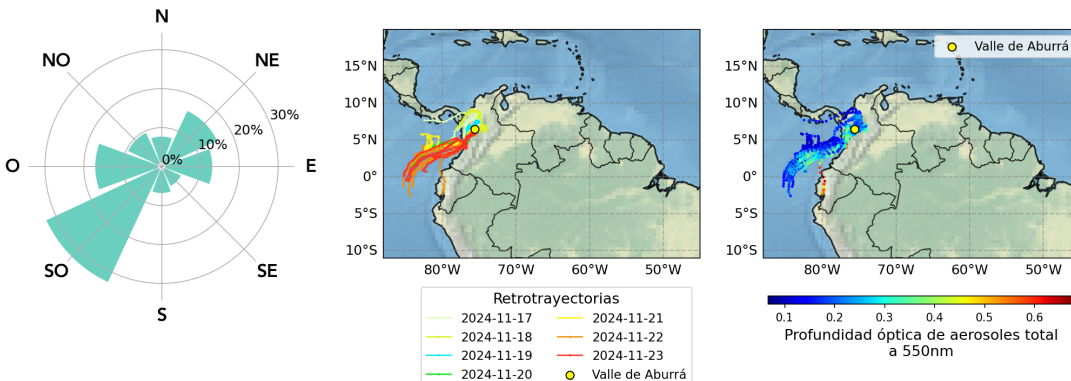 N
NO
NE
30%
20%
10%
0%
O
E
SO
SE
S
15°N
10°N
5°N
0°
5°S
10°S
80°W
70°W
60°W
50°W
Retrotrayectorias
2024-11-17
2024-11-18
2024-11-19
2024-11-20
2024-11-21
2024-11-22
2024-11-23
Valle de Aburrá
Valle de Aburrá
15°N
10°N
5°N
0°
5°S
10°S
80°W
70°W
60°W
50°W
0.1
0.2
0.3
0.4
0.5
0.6
Profundidad óptica de aerosoles total
a 550nm